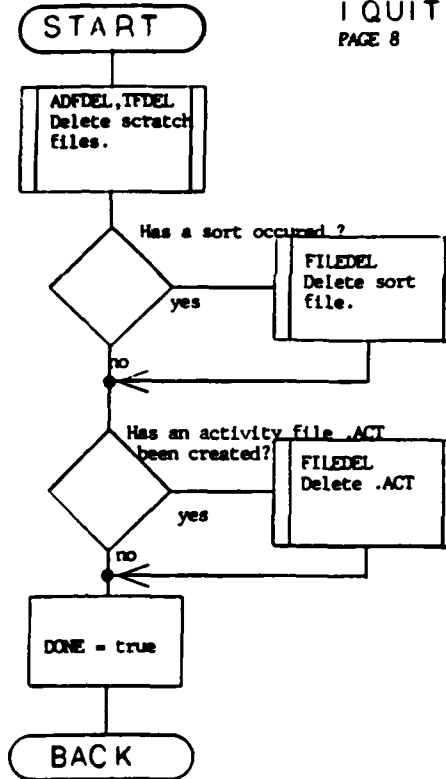 I QUIT
PAGE 8
START
ADFDEL,TFDEL
Delete scratch
files.
Has a sort occured ?
yes
FILEDEL
Delete sort
file.
no
Has an activity file .ACT
been created?
yes
FILEDEL
Delete .ACT
no
DONE = true
BACK